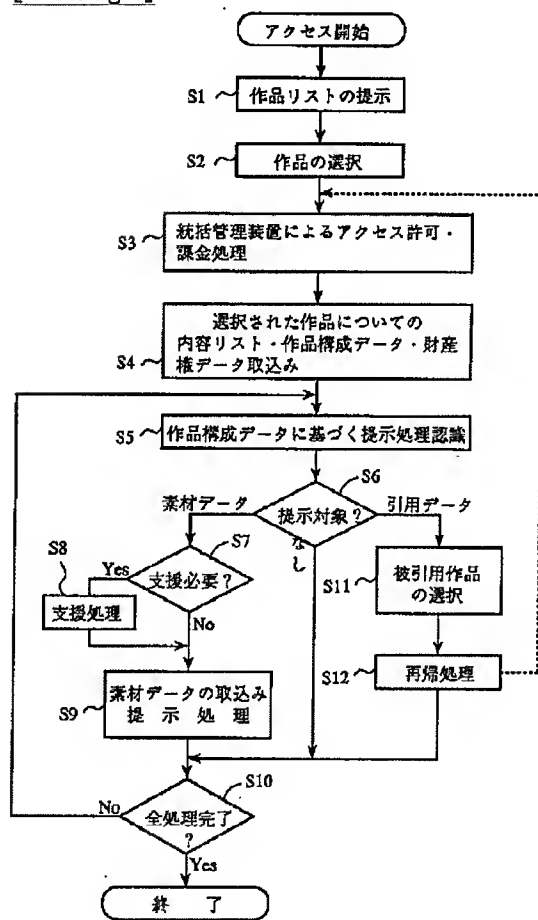 アクセス開始
S1
作品リストの提示
S2
作品の選択
S3
統括管理装置によるアクセス許可・
課金処理
S4
選択された作品についての
内容リスト・作品構成データ・財産
権データ取込み
S5
作品構成データに基づく提示処理認識
S6
提示対象?
素材データ
引用データ
なし
S7
支援必要?
Yes
No
S8
支援処理
S9
素材データの取込み
提示処理
S11
被引用作品
の選択
S12
再帰処理
S10
全処理完了
?
No
Yes
終了